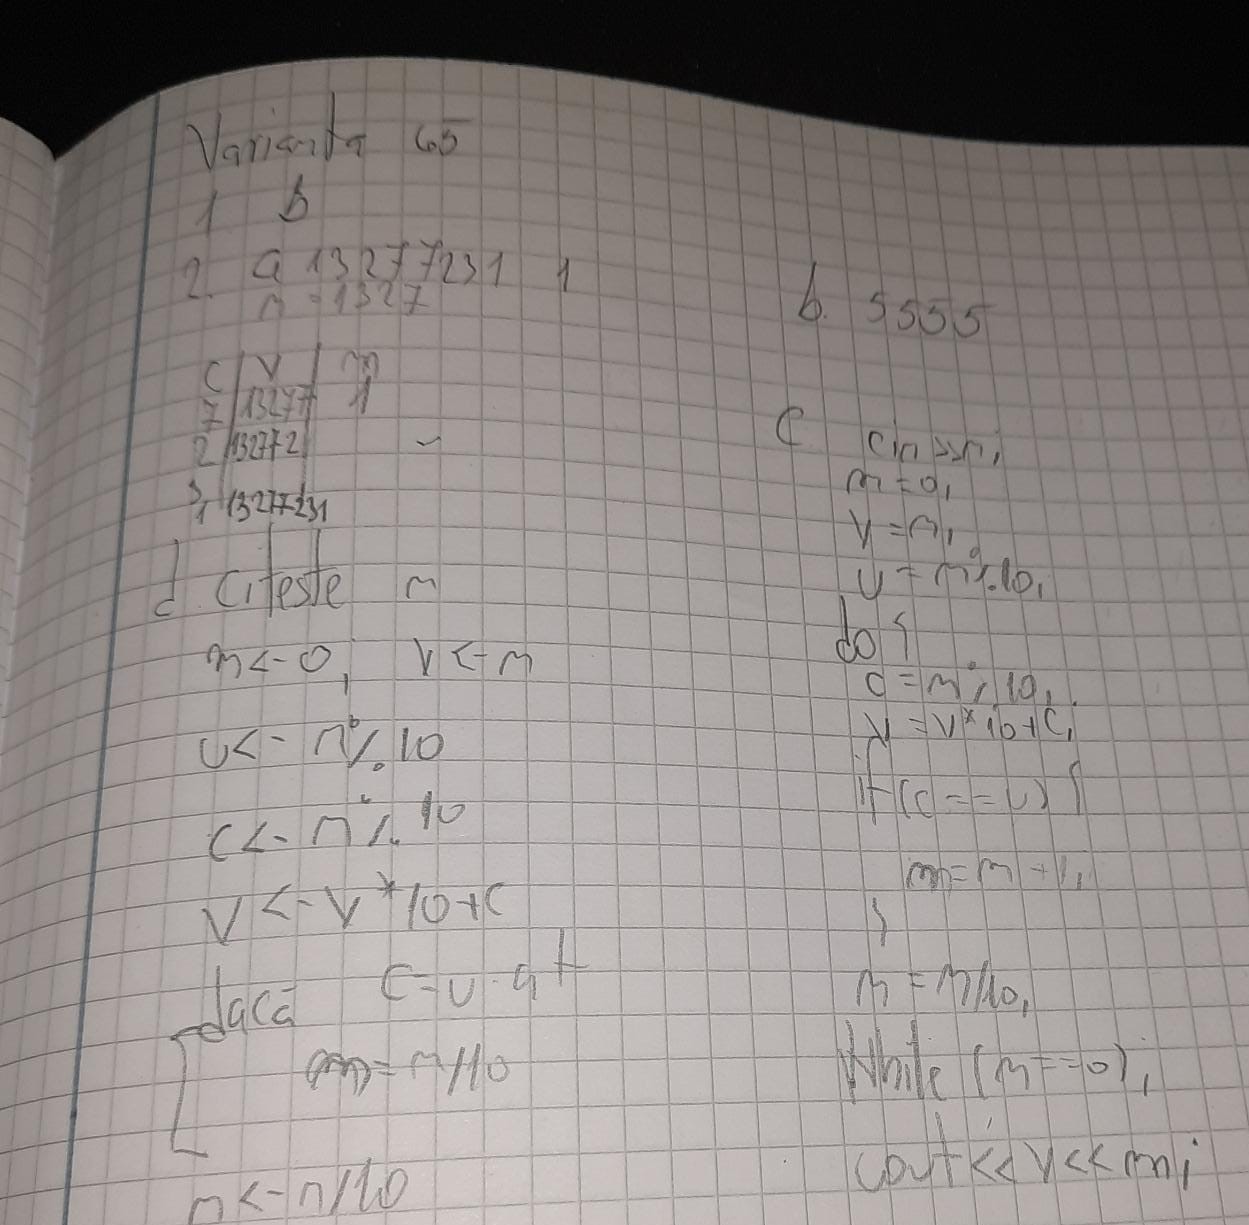 Varianta 65
1 b
2. a 13277231 1
n = 1327
c | v | m
7 | 13277 | 1
2 | 132772
3
1 13277231
d Citeste n
m <- 0; v <- n
u <- n % 10
c <- n % 10
v <- v * 10 + c
daca c = u at
m = m/10
n <- n/10
b. 5555
C cin >> n;
m = 0;
v = n;
u = n % 10;
do {
c = n % 10;
v = v * 10 + c;
if (c == u) {
m = m + 1;
}
n = n/10;
While (n == 0);
cout << v << m;